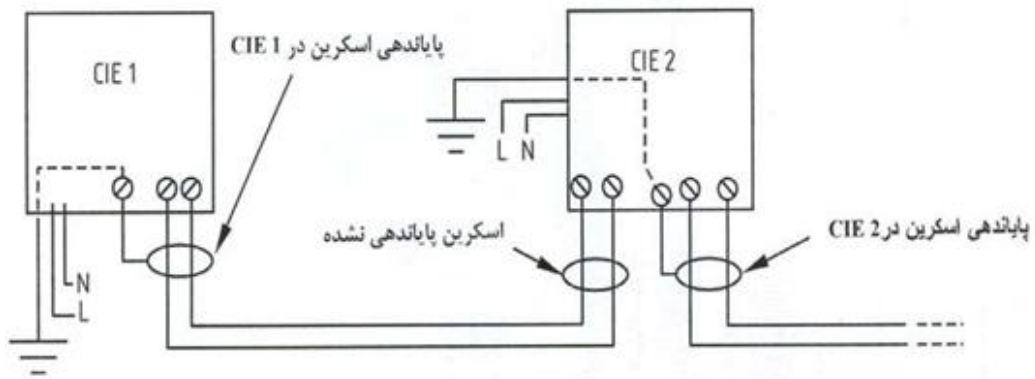 پایاندهی اسکرین در CIE 1
CIE 1
CIE 2
L N
اسکرین پایاندهی نشده
پایاندهی اسکرین در CIE 2
N
L